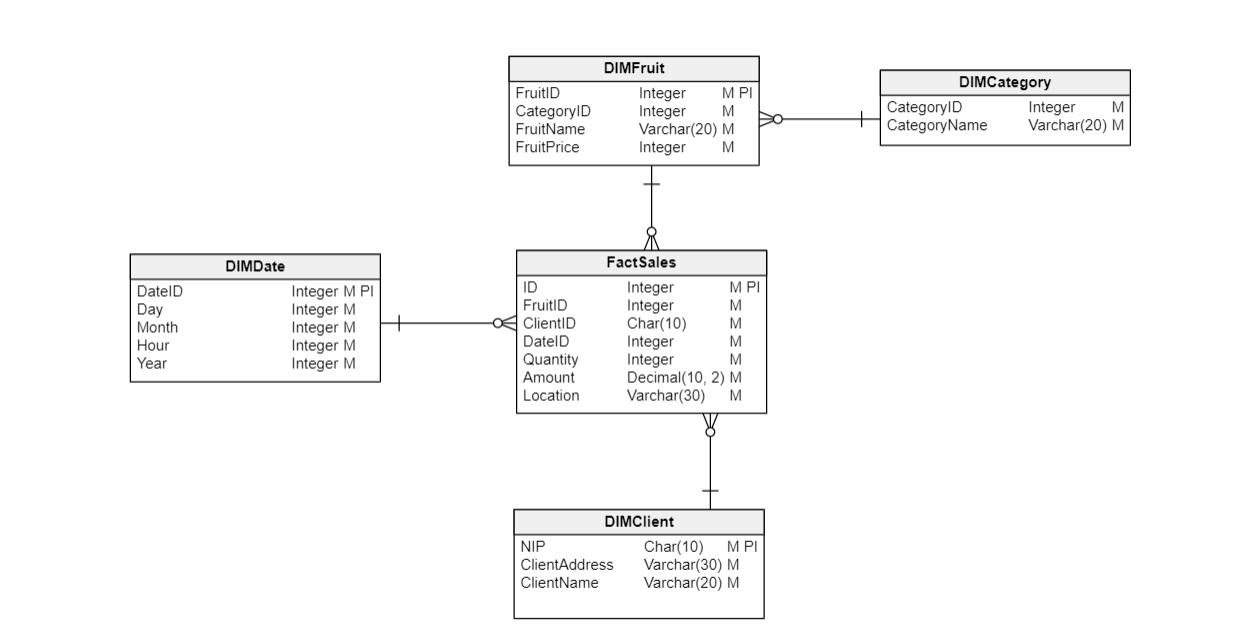 DIMFruit
FruitID Integer M PI
CategoryID Integer M
FruitName Varchar(20) M
FruitPrice Integer M
DIMCategory
CategoryID Integer M
CategoryName Varchar(20) M
DIMDate
DateID Integer M PI
Day Integer M
Month Integer M
Hour Integer M
Year Integer M
FactSales
ID Integer M PI
FruitID Integer M
ClientID Char(10) M
DateID Integer M
Quantity Integer M
Amount Decimal(10, 2) M
Location Varchar(30) M
DIMClient
NIP Char(10) M PI
ClientAddress Varchar(30) M
ClientName Varchar(20) M